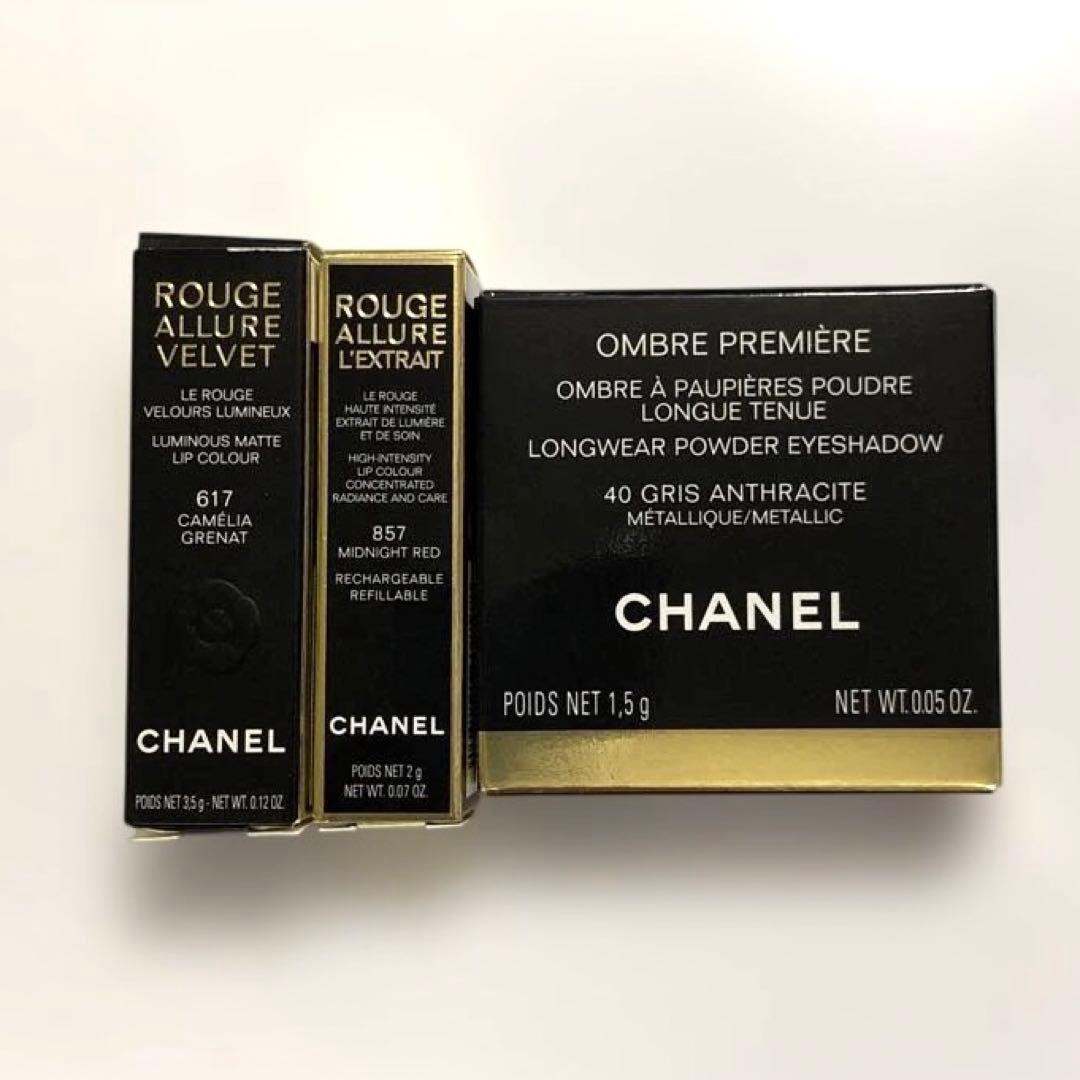 ROUGE
ALLURE
VELVET
LE ROUGE
VELOURS LUMINEUX
LUMINOUS MATTE
LIP COLOUR
617
CAMÉLIA
GRENAT
CHANEL
POIDS NET 3,5 g - NET WT. 0.12 OZ.
ROUGE
ALLURE
L'EXTRAIT
LE ROUGE
HAUTE INTENSITÉ
EXTRAIT DE LUMIÈRE
ET DE SOIN
HIGH-INTENSITY
LIP COLOUR
CONCENTRATED
RADIANCE AND CARE
857
MIDNIGHT RED
RECHARGEABLE
REFILLABLE
CHANEL
POIDS NET 2 g
NET WT. 0.07 OZ.
OMBRE PREMIÈRE
OMBRE À PAUPIÈRES POUDRE
LONGUE TENUE
LONGWEAR POWDER EYESHADOW
40 GRIS ANTHRACITE
MÉTALLIQUE/METALLIC
CHANEL
POIDS NET 1,5 g NET WT. 0.05 OZ.